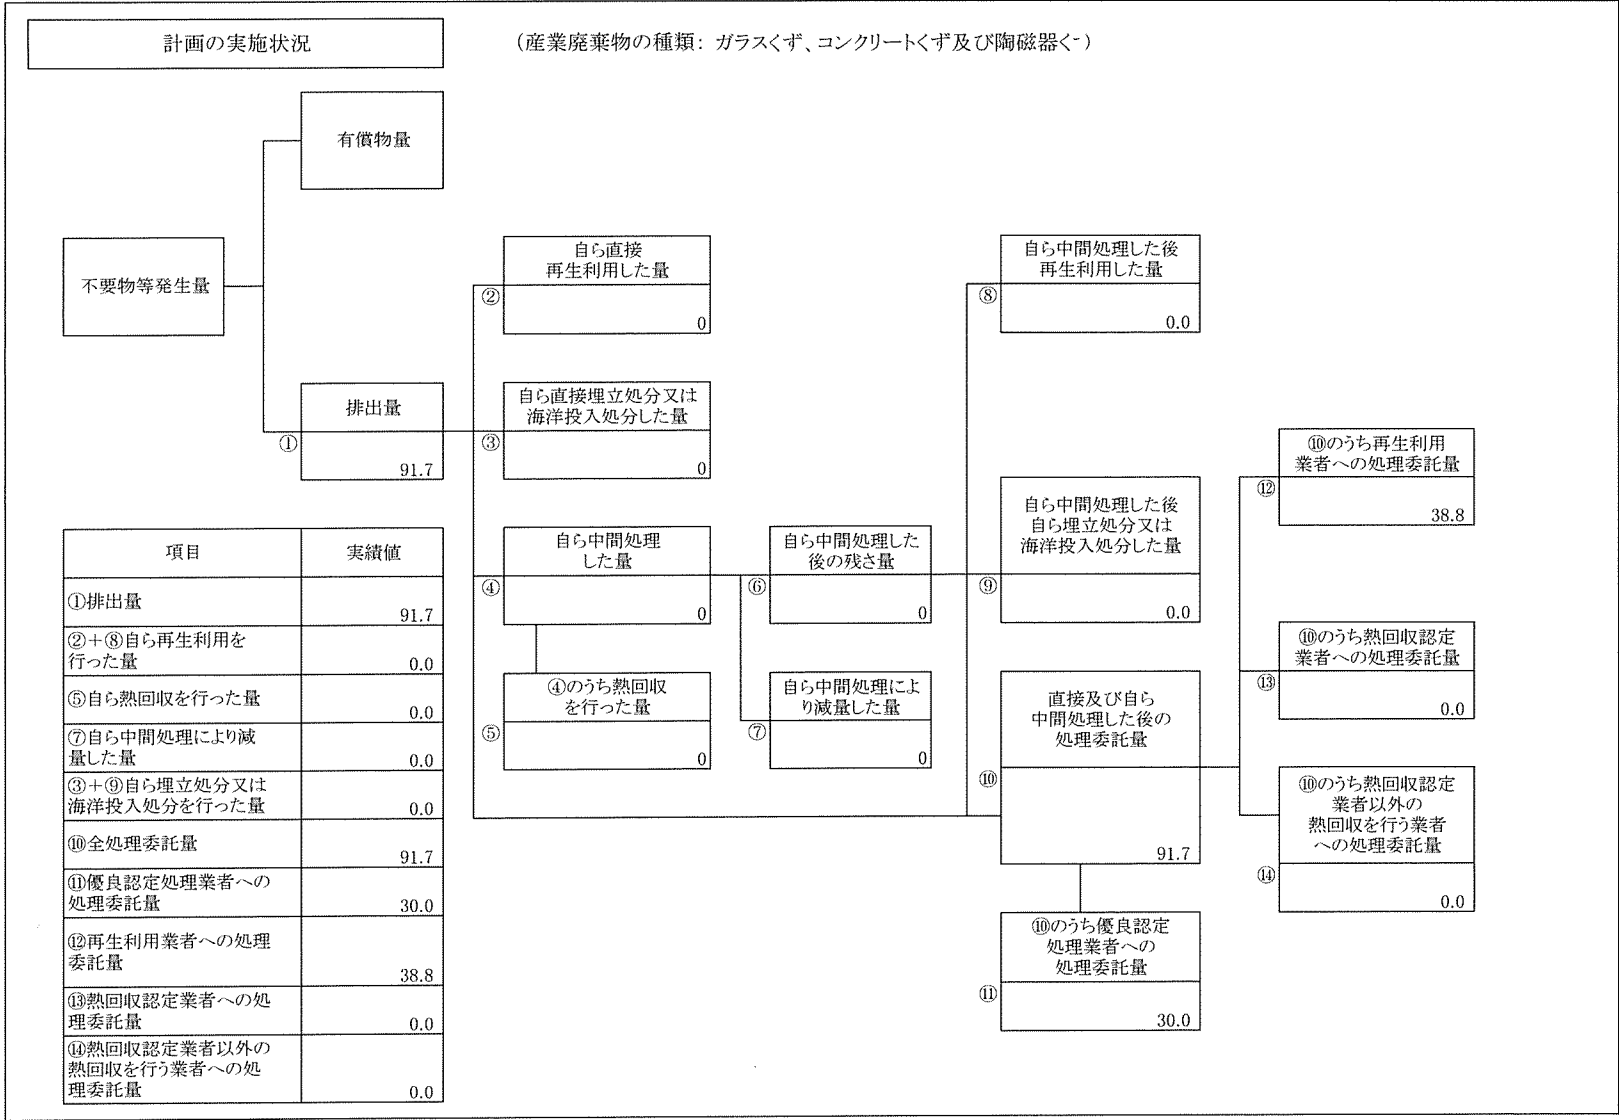 計画の実施状況
(産業廃棄物の種類: ガラスくず、コンクリートくず及び陶磁器く
有償物量
不要物等発生量
排出量
①
91.7
自ら直接
再生利用した量
②
0
自ら直接埋立処分又は
海洋投入処分した量
③
0
自ら中間処理
した量
④
0
④のうち熱回収
を行った量
⑤
0
自ら中間処理した
後の残さ量
⑥
0
自ら中間処理によ
り減量した量
⑦
0
自ら中間処理した後
再生利用した量
⑧
0.0
自ら中間処理した後
自ら埋立処分又は
海洋投入処分した量
⑨
0.0
直接及び自ら
中間処理した後の
処理委託量
⑩
91.7
⑩のうち優良認定
処理業者への
処理委託量
⑪
30.0
⑩のうち再生利用
業者への処理委託量
⑫
38.8
⑩のうち熱回収認定
業者への処理委託量
⑬
0.0
⑩のうち熱回収認定
業者以外の
熱回収を行う業者
への処理委託量
⑭
0.0
項目 実績値
①排出量
91.7
②+⑧自ら再生利用を
行った量
0.0
⑤自ら熱回収を行った量
0.0
⑦自ら中間処理により減
量した量
0.0
③+⑨自ら埋立処分又は
海洋投入処分を行った量
0.0
⑩全処理委託量
91.7
⑪優良認定処理業者への
処理委託量
30.0
⑫再生利用業者への処理
委託量
38.8
⑬熱回収認定業者への処
理委託量
0.0
⑭熱回収認定業者以外の
熱回収を行う業者への処
理委託量
0.0